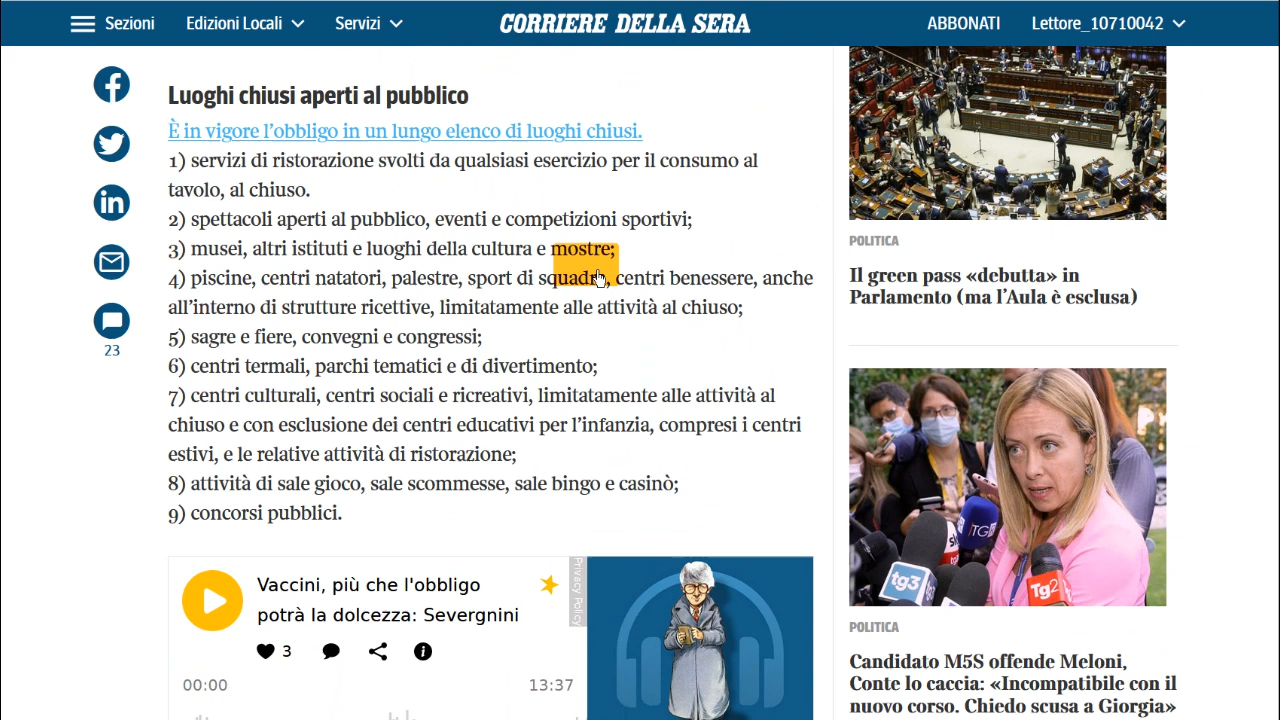 Sezioni
Edizioni Locali
Servizi
CORRIERE DELLA SERA
ABBONATI
Lettore_10710042
Luoghi chiusi aperti al pubblico
È in vigore l'obbligo in un lungo elenco di luoghi chiusi.
1) servizi di ristorazione svolti da qualsiasi esercizio per il consumo al
tavolo, al chiuso.
2) spettacoli aperti al pubblico, eventi e competizioni sportivi;
3) musei, altri istituti e luoghi della cultura e mostre;
4) piscine, centri natatori, palestre, sport di squadra, centri benessere, anche
all'interno di strutture ricettive, limitatamente alle attività al chiuso;
5) sagre e fiere, convegni e congressi;
6) centri termali, parchi tematici e di divertimento;
7) centri culturali, centri sociali e ricreativi, limitatamente alle attività al
chiuso e con esclusione dei centri educativi per l'infanzia, compresi i centri
estivi, e le relative attività di ristorazione;
8) attività di sale gioco, sale scommesse, sale bingo e casinò;
9) concorsi pubblici.
23
Vaccini, più che l'obbligo
potrà la dolcezza: Severgnini
Privacy Policy
3
00:00
13:37
POLITICA
Il green pass «debutta» in
Parlamento (ma l'Aula è esclusa)
tg3
TG1
Tg2
POLITICA
Candidato M5S offende Meloni,
Conte lo caccia: «Incompatibile con il
nuovo corso. Chiedo scusa a Giorgia»